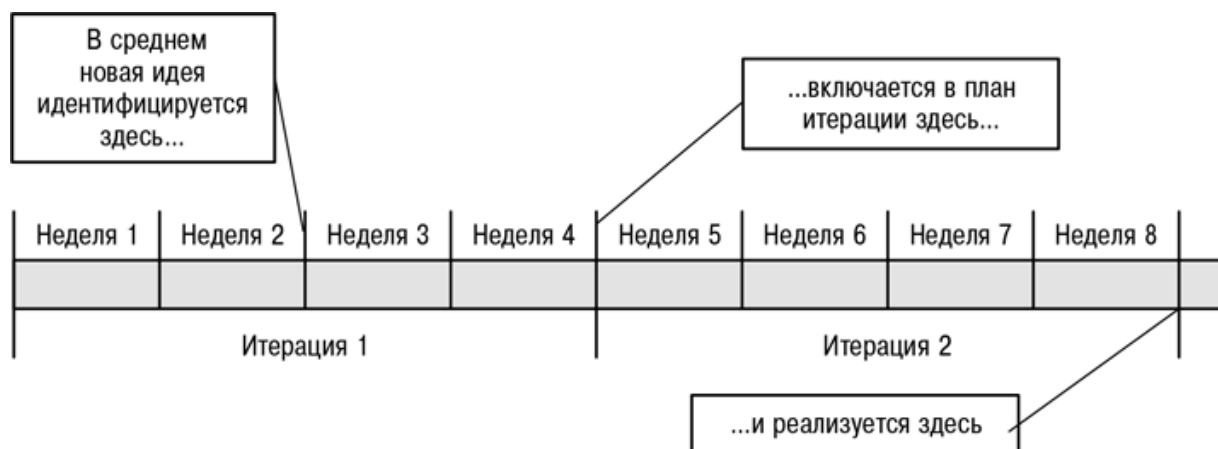 В среднем
новая идея
идентифицируется
здесь...
...включается в план
итерации здесь...
Неделя 1 Неделя 2 Неделя 3 Неделя 4 Неделя 5 Неделя 6 Неделя 7 Неделя 8
Итерация 1 Итерация 2
...и реализуется здесь